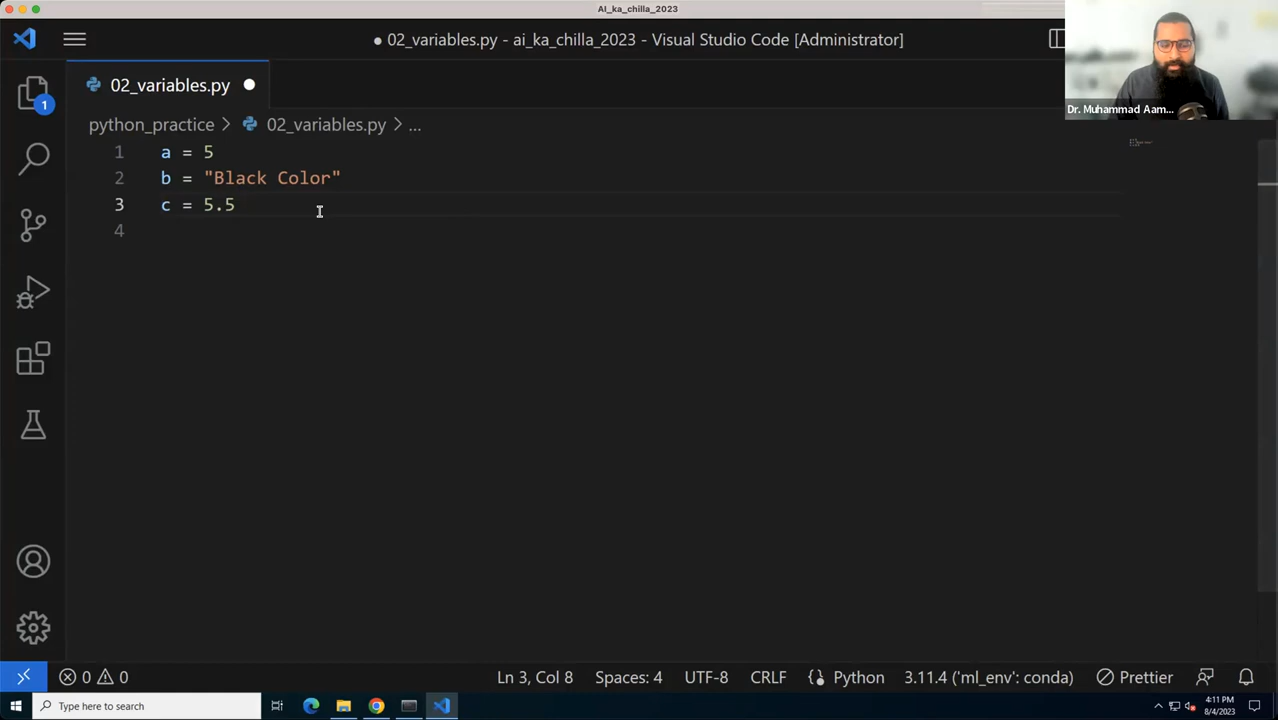 AI_ka_chilla_2023
● 02_variables.py - ai_ka_chilla_2023 - Visual Studio Code [Administrator]
Dr. Muhammad Aam...
1
02_variables.py
python_practice > 02_variables.py > ...
1 a = 5
2 b = "Black Color"
3 c = 5.5
4
0 0
Ln 3, Col 8
Spaces: 4
UTF-8
CRLF
Python
3.11.4 ('ml_env': conda)
Prettier
Type here to search
4:11 PM
8/4/2023